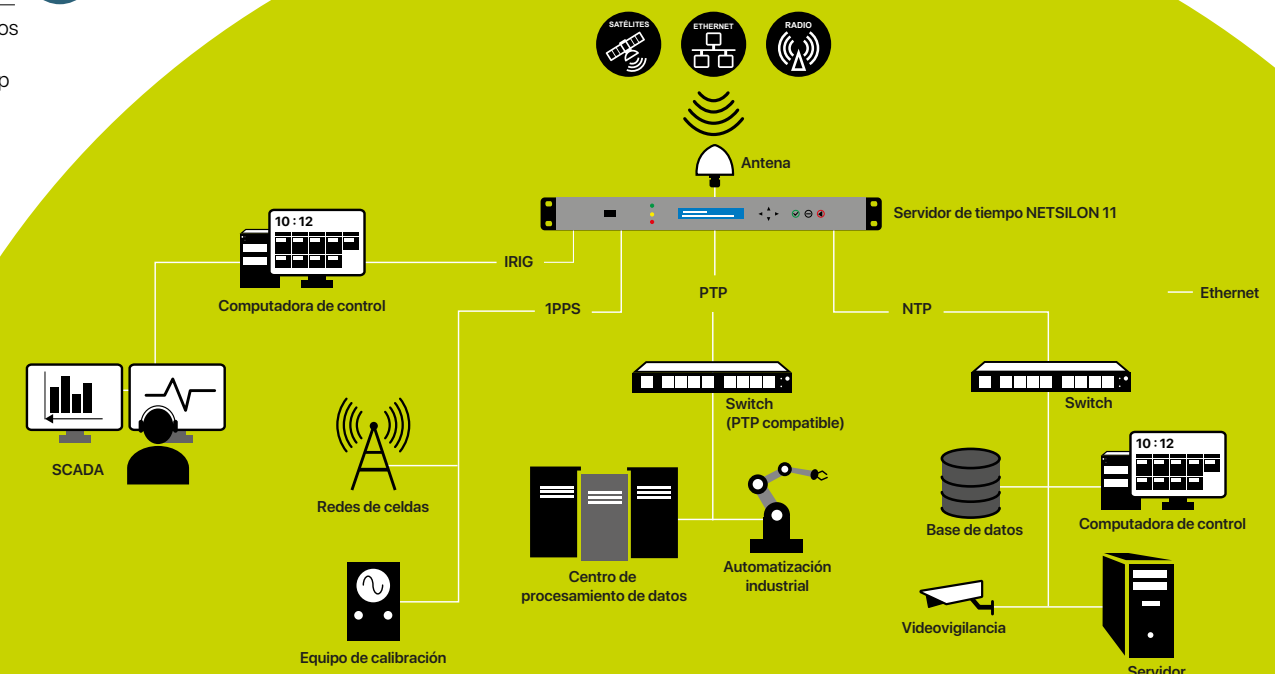 os
p
SATÉLITES
ETHERNET
RADIO
Antena
Servidor de tiempo NETSILON 11
10:12
Computadora de control
IRIG
1PPS
PTP
NTP
Ethernet
SCADA
Redes de celdas
Equipo de calibración
Switch
(PTP compatible)
Centro de
procesamiento de datos
Automatización
industrial
Switch
Base de datos
10:12
Computadora de control
Videovigilancia
Servidor